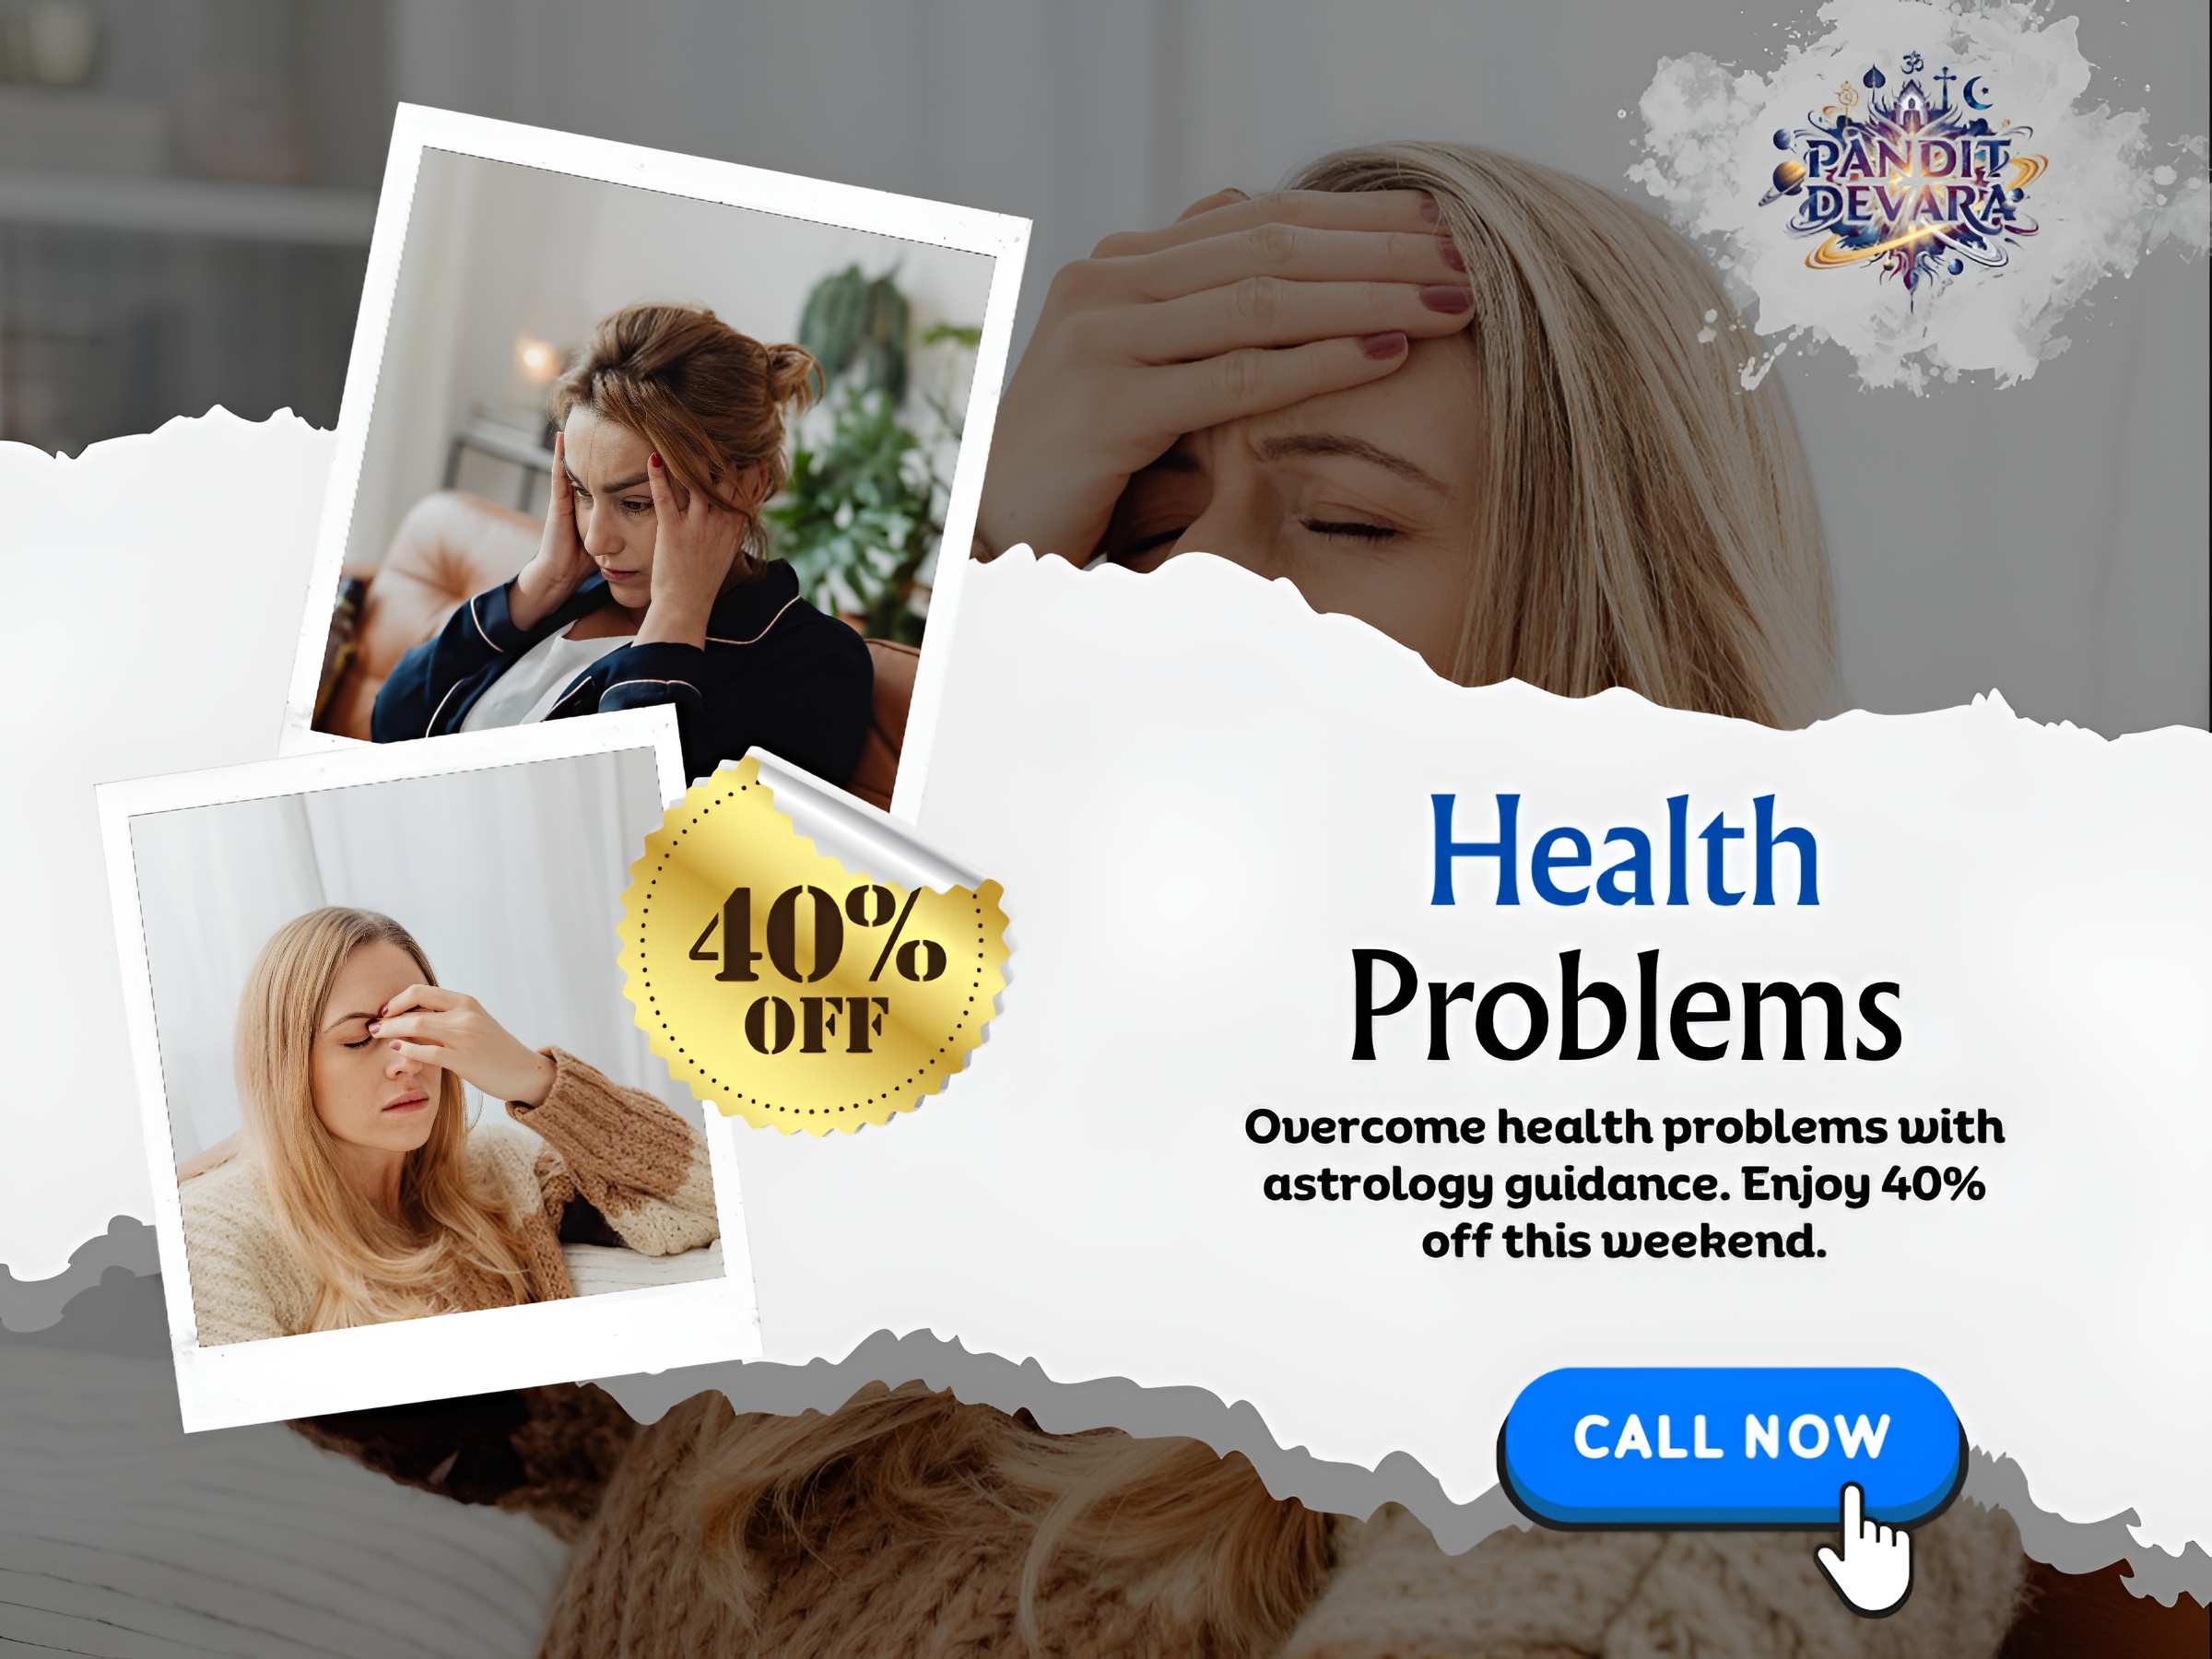 PANDIT
DEVARA
40%
OFF
Health
Problems
Overcome health problems with
astrology guidance. Enjoy 40%
off this weekend.
CALL NOW